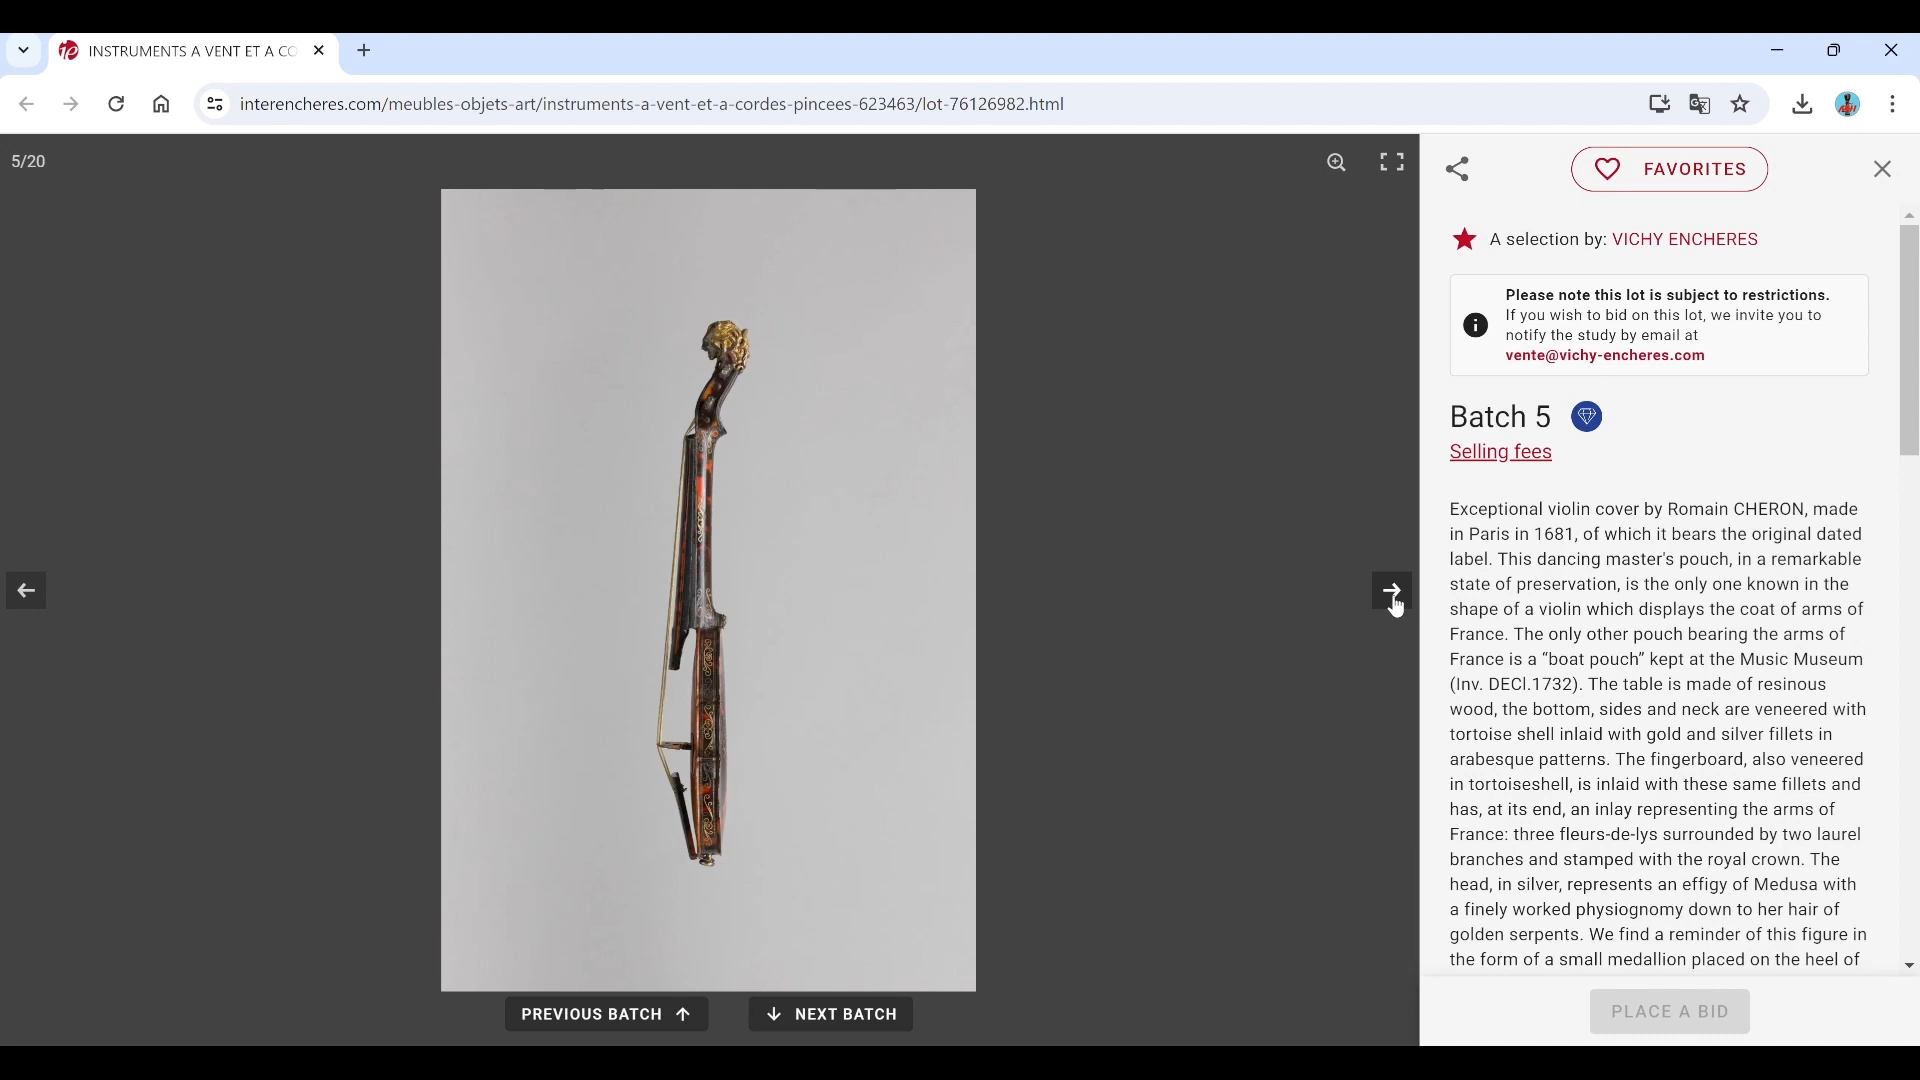 INSTRUMENTS A VENT ET A CO
interencheres.com/meubles-objets-art/instruments-a-vent-et-a-cordes-pincees-623463/lot-76126982.html
5/20
FAVORITES
A selection by: VICHY ENCHERES
Please note this lot is subject to restrictions.
If you wish to bid on this lot, we invite you to
notify the study by email at
vente@vichy-encheres.com
Batch 5
Selling fees
Exceptional violin cover by Romain CHERON, made
in Paris in 1681, of which it bears the original dated
label. This dancing master's pouch, in a remarkable
state of preservation, is the only one known in the
shape of a violin which displays the coat of arms of
France. The only other pouch bearing the arms of
France is a “boat pouch” kept at the Music Museum
(Inv. DECl.1732). The table is made of resinous
wood, the bottom, sides and neck are veneered with
tortoise shell inlaid with gold and silver fillets in
arabesque patterns. The fingerboard, also veneered
in tortoiseshell, is inlaid with these same fillets and
has, at its end, an inlay representing the arms of
France: three fleurs-de-lys surrounded by two laurel
branches and stamped with the royal crown. The
head, in silver, represents an effigy of Medusa with
a finely worked physiognomy down to her hair of
golden serpents. We find a reminder of this figure in
the form of a small medallion placed on the heel of
PREVIOUS BATCH
NEXT BATCH
PLACE A BID